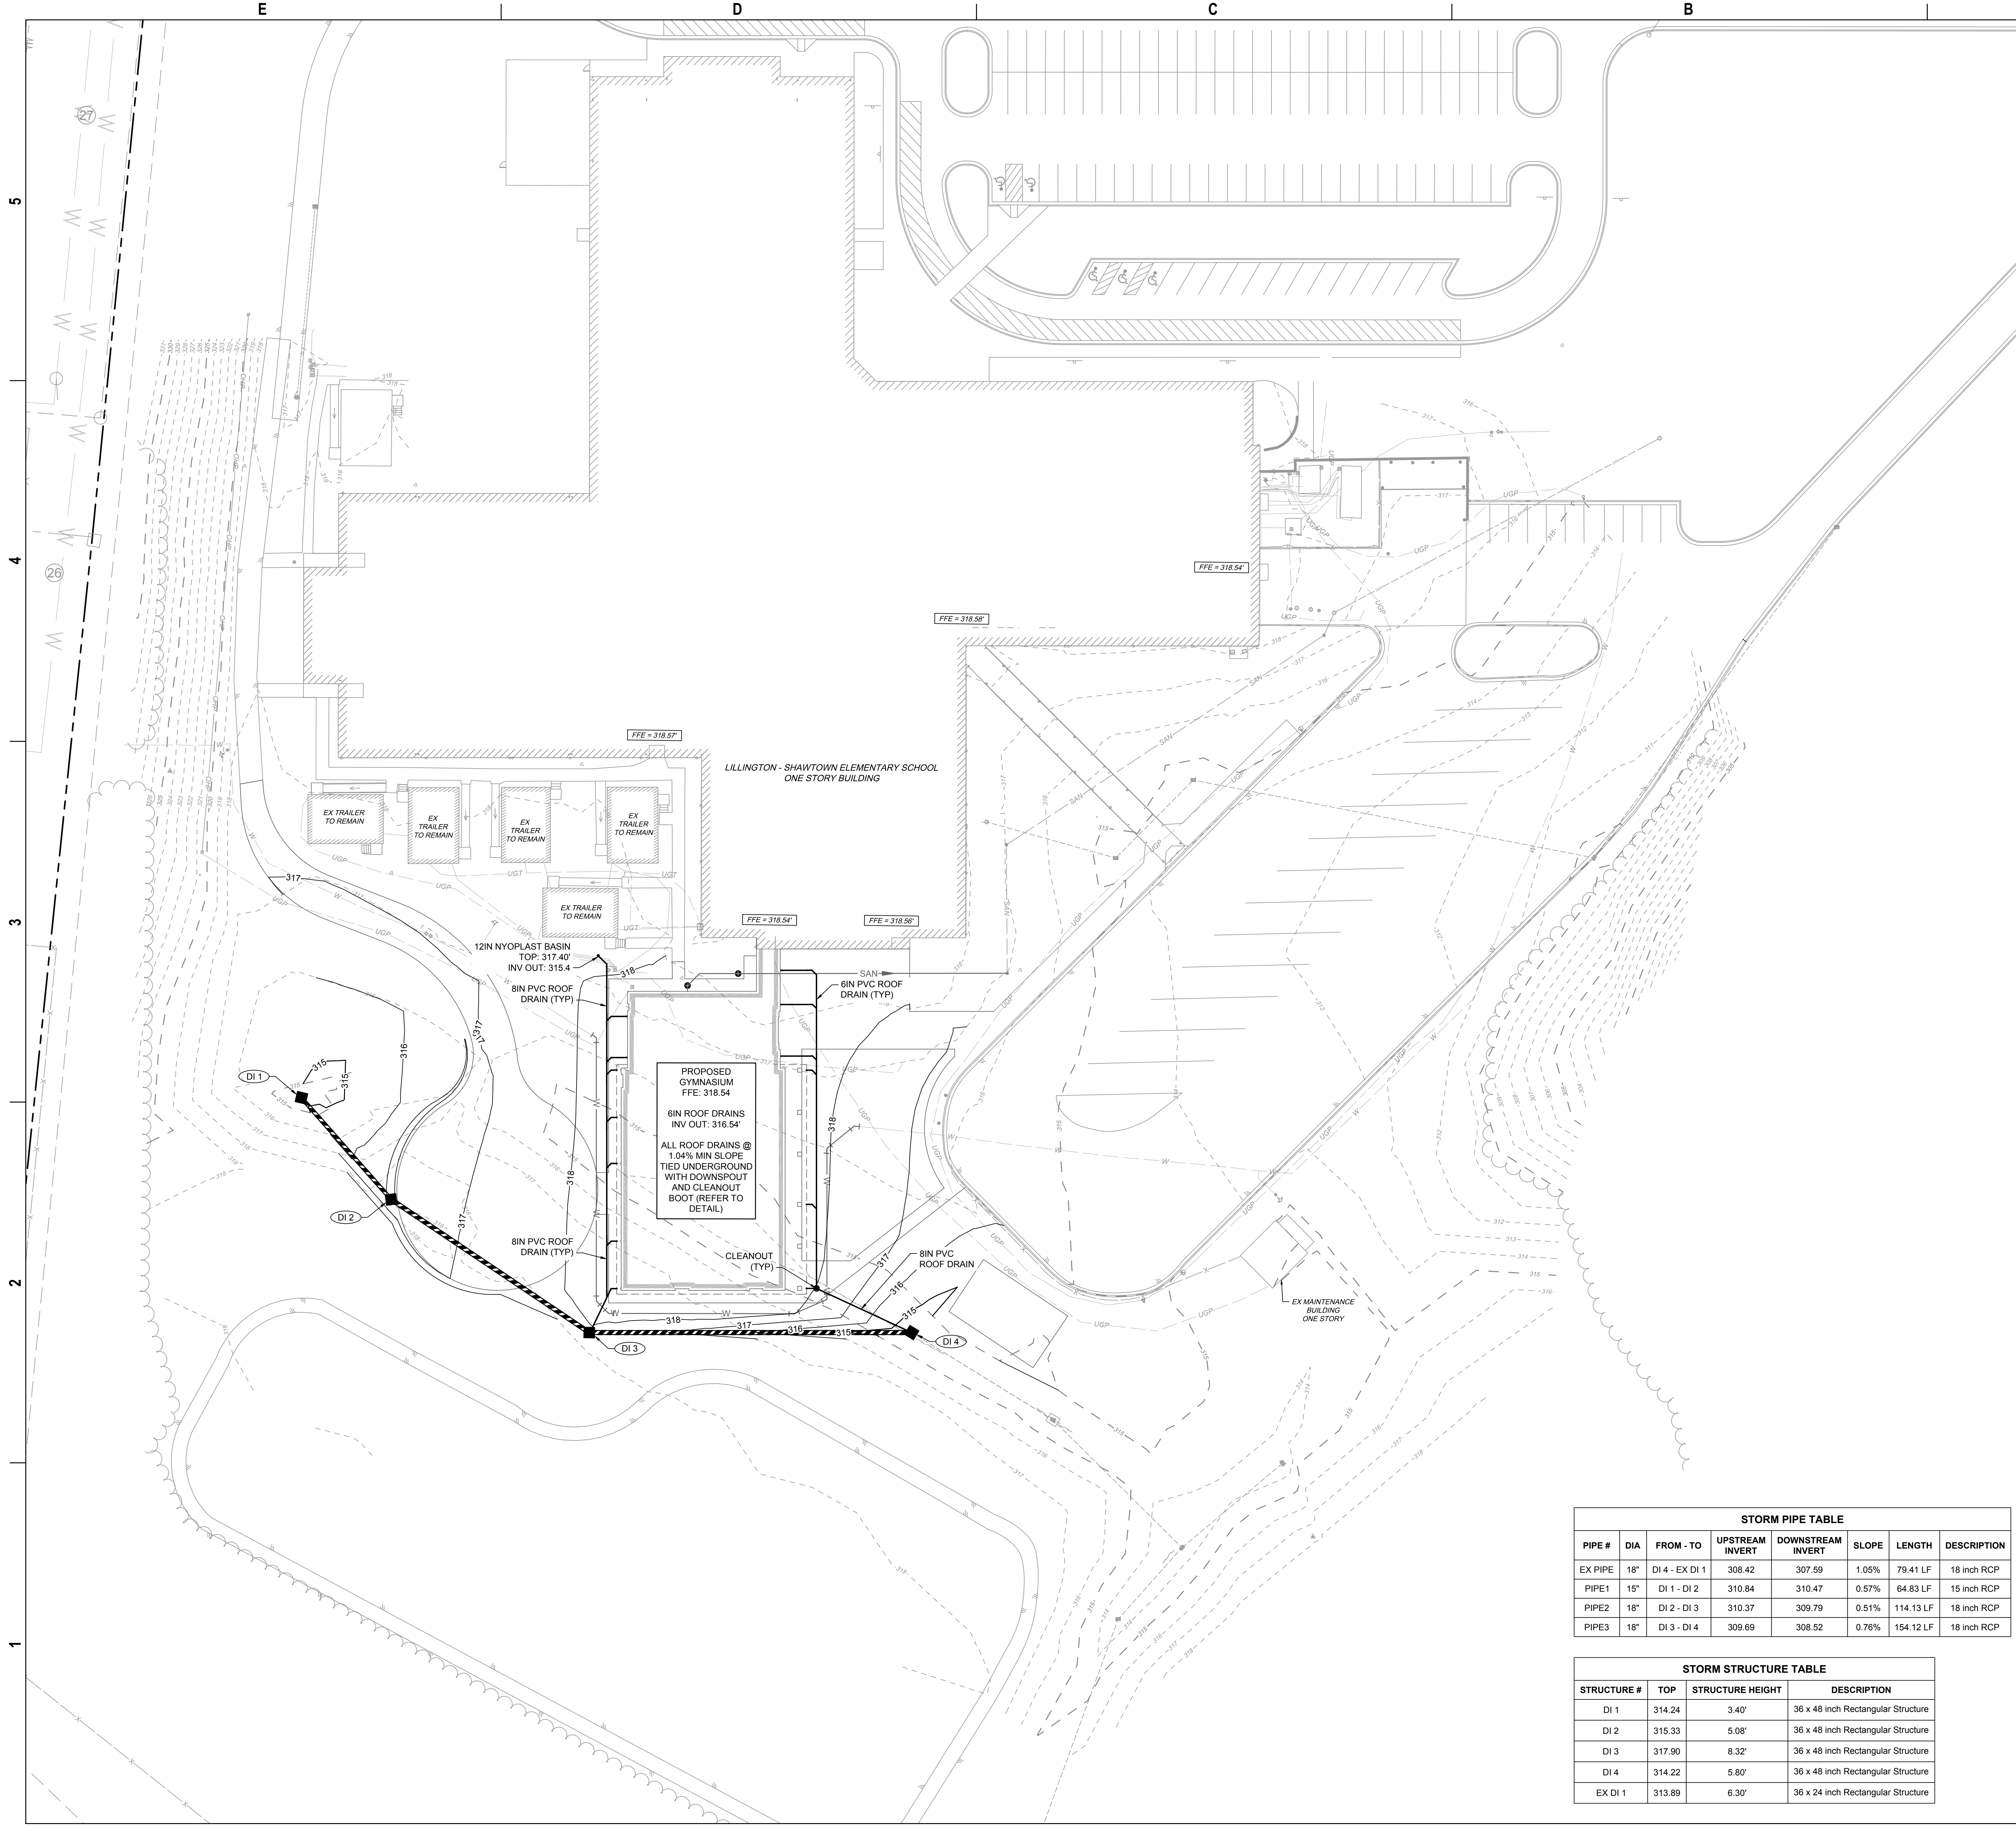 E
D
C
B
5
4
3
2
1
27
26
FFE = 318.54'
FFE = 318.58'
FFE = 318.57'
LILLINGTON - SHAWTOWN ELEMENTARY SCHOOL
ONE STORY BUILDING
EX TRAILER
TO REMAIN
EX
TRAILER
TO REMAIN
EX
TRAILER
TO REMAIN
EX
TRAILER
TO REMAIN
EX TRAILER
TO REMAIN
FFE = 318.54'
FFE = 318.56'
12IN NYOPLAST BASIN
TOP: 317.40'
INV OUT: 315.4
8IN PVC ROOF
DRAIN (TYP)
SAN
6IN PVC ROOF
DRAIN (TYP)
PROPOSED
GYMNASIUM
FFE: 318.54
6IN ROOF DRAINS
INV OUT: 316.54'
ALL ROOF DRAINS @
1.04% MIN SLOPE
TIED UNDERGROUND
WITH DOWNSPOUT
AND CLEANOUT
BOOT (REFER TO
DETAIL)
DI 1
DI 2
8IN PVC ROOF
DRAIN (TYP)
CLEANOUT
(TYP)
8IN PVC
ROOF DRAIN
DI 3
DI 4
318
317
316
315
EX MAINTENANCE
BUILDING
ONE STORY
STORM PIPE TABLE
PIPE # DIA FROM - TO UPSTREAM INVERT DOWNSTREAM INVERT SLOPE LENGTH DESCRIPTION
EX PIPE 18" DI 4 - EX DI 1 308.42 307.59 1.05% 79.41 LF 18 inch RCP
PIPE1 15" DI 1 - DI 2 310.84 310.47 0.57% 64.83 LF 15 inch RCP
PIPE2 18" DI 2 - DI 3 310.37 309.79 0.51% 114.13 LF 18 inch RCP
PIPE3 18" DI 3 - DI 4 309.69 308.52 0.76% 154.12 LF 18 inch RCP
STORM STRUCTURE TABLE
STRUCTURE # TOP STRUCTURE HEIGHT DESCRIPTION
DI 1 314.24 3.40' 36 x 48 inch Rectangular Structure
DI 2 315.33 5.08' 36 x 48 inch Rectangular Structure
DI 3 317.90 8.32' 36 x 48 inch Rectangular Structure
DI 4 314.22 5.80' 36 x 48 inch Rectangular Structure
EX DI 1 313.89 6.30' 36 x 24 inch Rectangular Structure